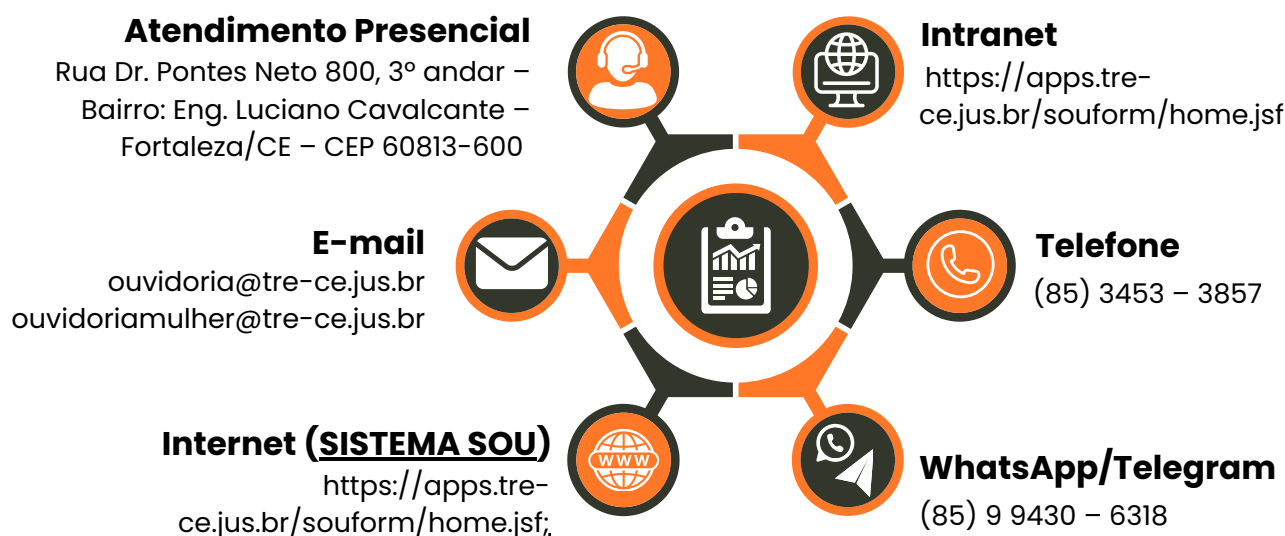 Atendimento Presencial
Rua Dr. Pontes Neto 800, 3º andar –
Bairro: Eng. Luciano Cavalcante –
Fortaleza/CE – CEP 60813-600
Intranet
https://apps.tre-
ce.jus.br/souform/home.jsf
E-mail
ouvidoria@tre-ce.jus.br
ouvidoriamulher@tre-ce.jus.br
Telefone
(85) 3453 – 3857
Internet (SISTEMA SOU)
https://apps.tre-
ce.jus.br/souform/home.jsf;
WWW
WhatsApp/Telegram
(85) 9 9430 – 6318